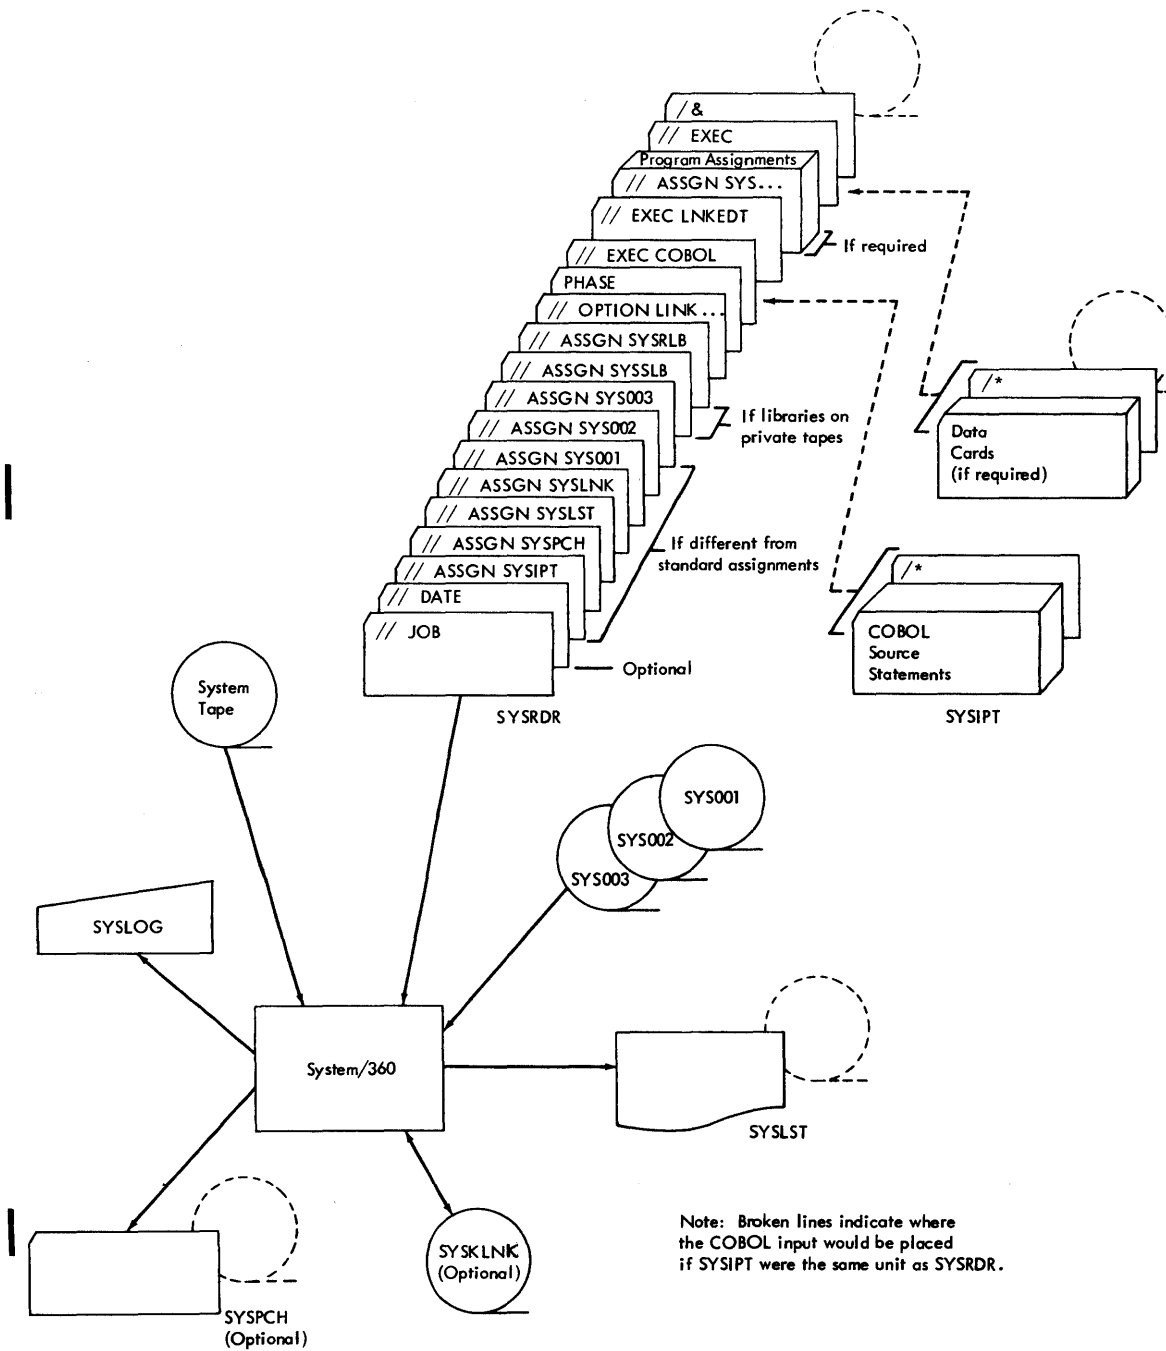 / &
// EXEC
Program Assignments
// ASSGN SYS...
// EXEC LNKEDT
If required
// EXEC COBOL
PHASE
// OPTION LINK ...
// ASSGN SYSRLB
// ASSGN SYSSLB
// ASSGN SYS003
// ASSGN SYS002
// ASSGN SYS001
// ASSGN SYSLNK
// ASSGN SYSLST
// ASSGN SYSPCH
// ASSGN SYSIPT
// DATE
// JOB
If libraries on
private tapes
If different from
standard assignments
Optional
SYSRDR
/*
Data
Cards
(if required)
/*
COBOL
Source
Statements
SYSIPT
System
Tape
SYS001
SYS002
SYS003
SYSLOG
System/360
SYSLST
SYSKLNK
(Optional)
SYSPCH
(Optional)
Note: Broken lines indicate where
the COBOL input would be placed
if SYSIPT were the same unit as SYSRDR.